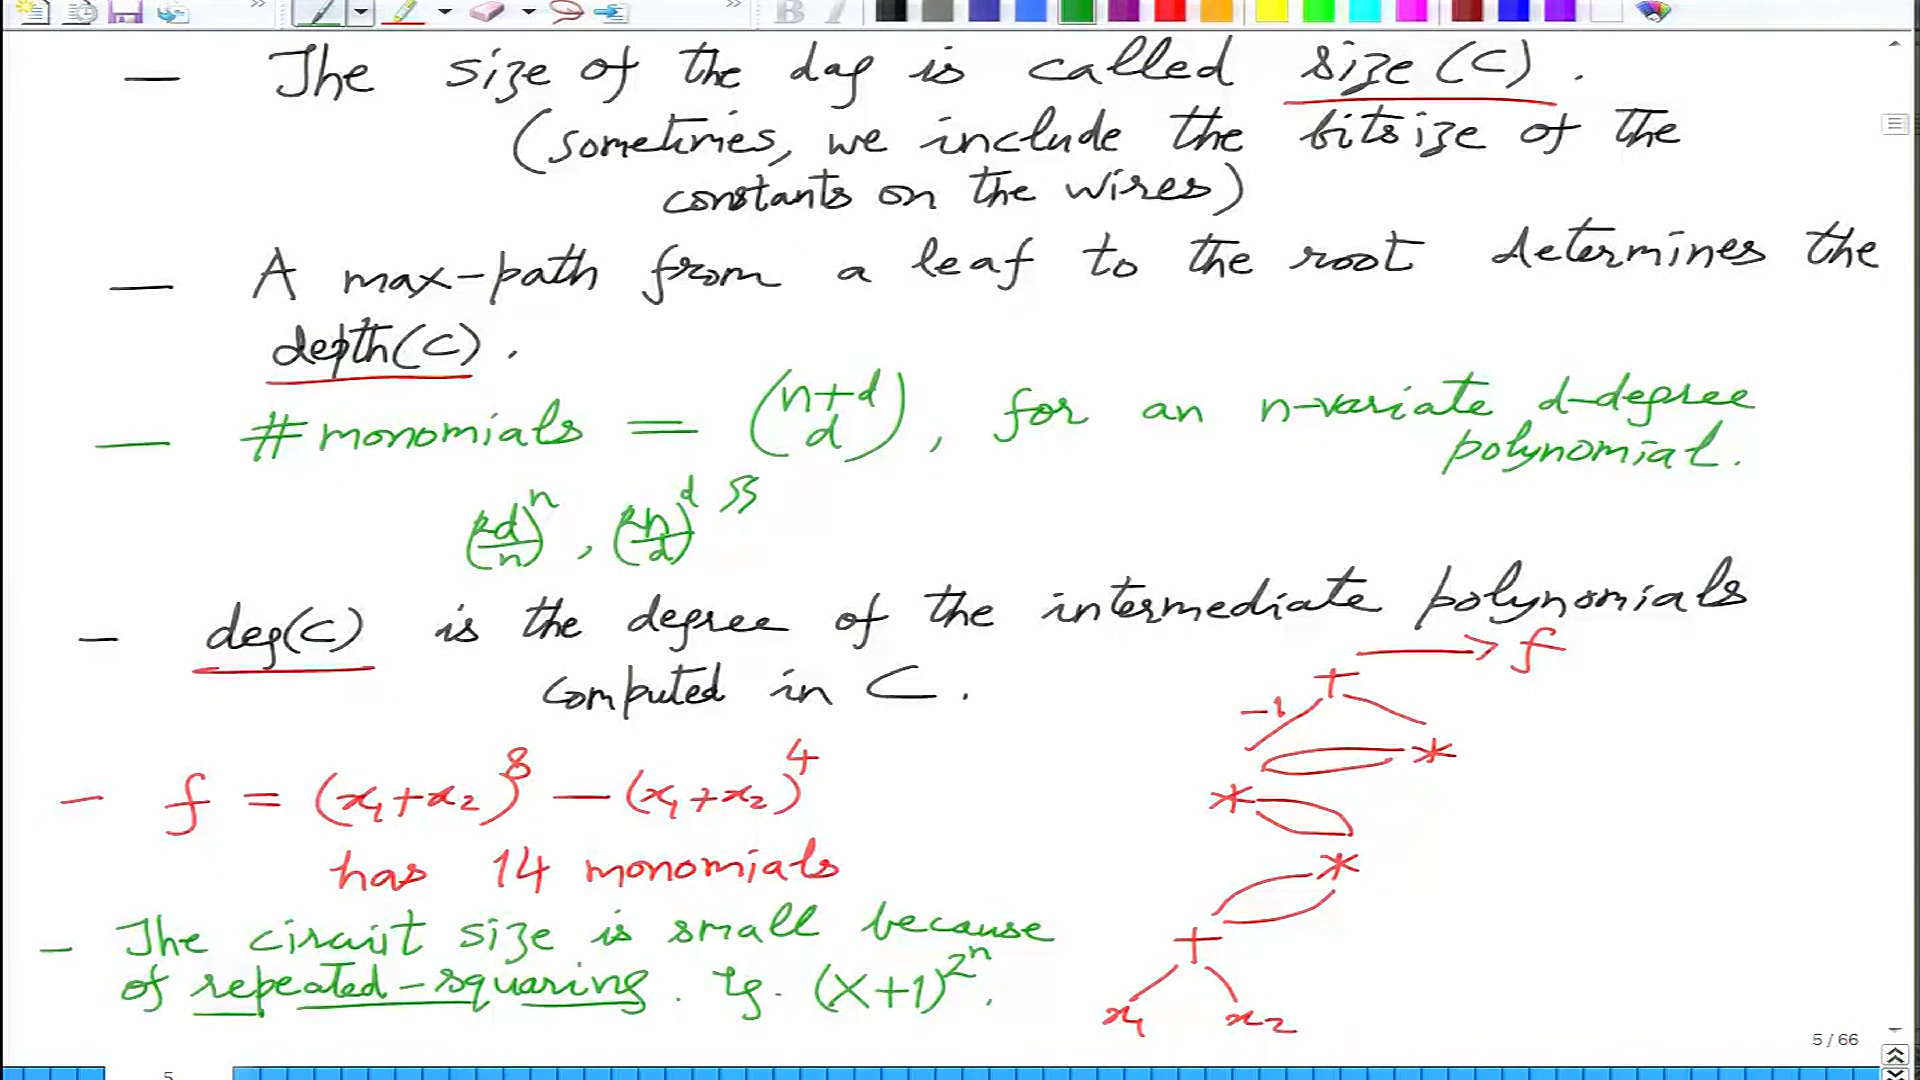 — The size of the dag is called size(C).
(sometimes, we include the bitsize of the
constants on the wires)
— A max-path from a leaf to the root determines the
depth(C).
— #monomials = (n+d d), for an n-variate d-degree
polynomial.
(d/n)^n, (n/d)^d
- deg(C) is the degree of the intermediate polynomials
computed in C.
→ f
+
-1
*
*
*
+
x₁ x₂
- f = (x₁+x₂)^8 - (x₁+x₂)^4
has 14 monomials
- The circuit size is small because
of repeated-squaring. Eg. (X+1)^2^n.
5 / 66
5